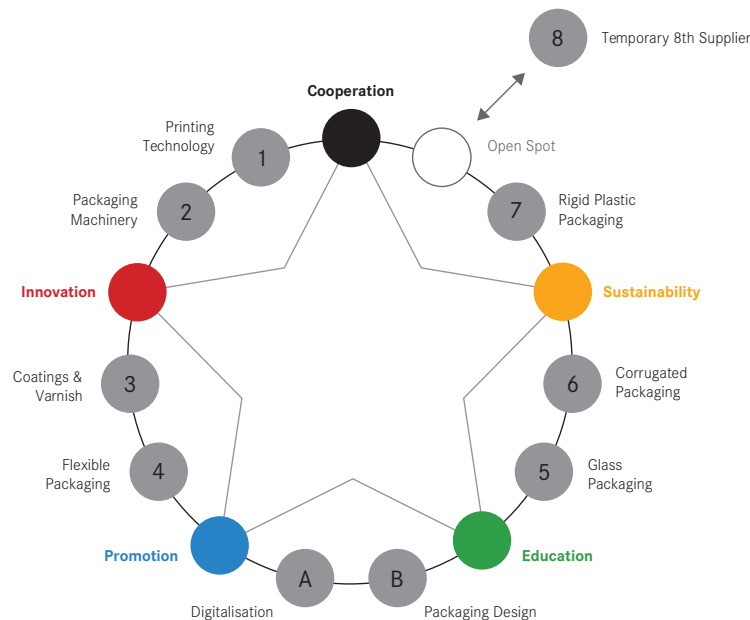 8
Temporary 8th Supplier
Cooperation
Printing
Technology
1
Open Spot
Packaging
Machinery
2
7
Rigid Plastic
Packaging
Innovation
Sustainability
Coatings &
Varnish
3
6
Corrugated
Packaging
Flexible
Packaging
4
5
Glass
Packaging
Promotion
Education
A
B
Digitalisation
Packaging Design